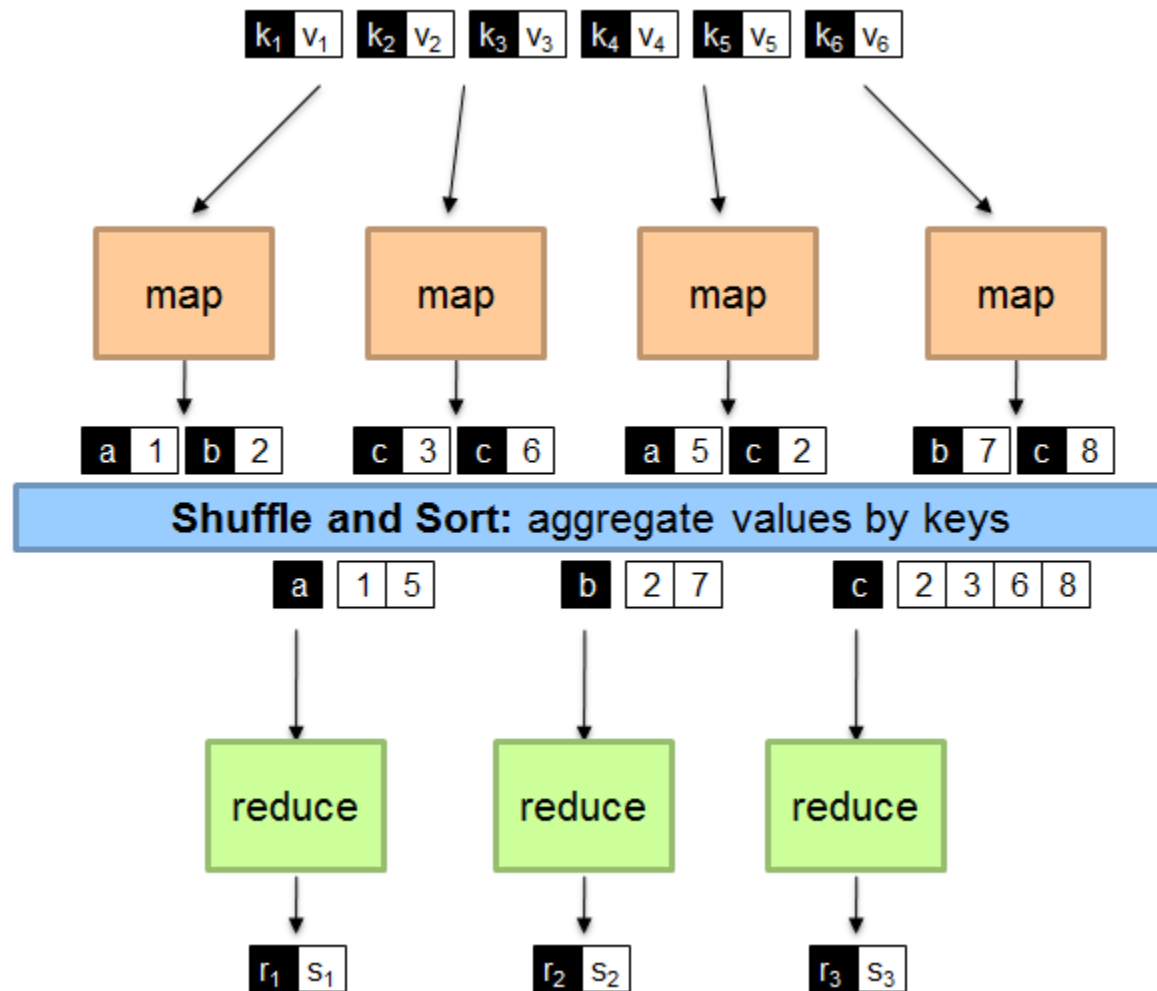 k₁ v₁ k₂ v₂ k₃ v₃ k₄ v₄ k₅ v₅ k₆ v₆
map map map map
a 1 b 2 c 3 c 6 a 5 c 2 b 7 c 8
Shuffle and Sort: aggregate values by keys
a 1 5 b 2 7 c 2 3 6 8
reduce reduce reduce
r₁ s₁ r₂ s₂ r₃ s₃